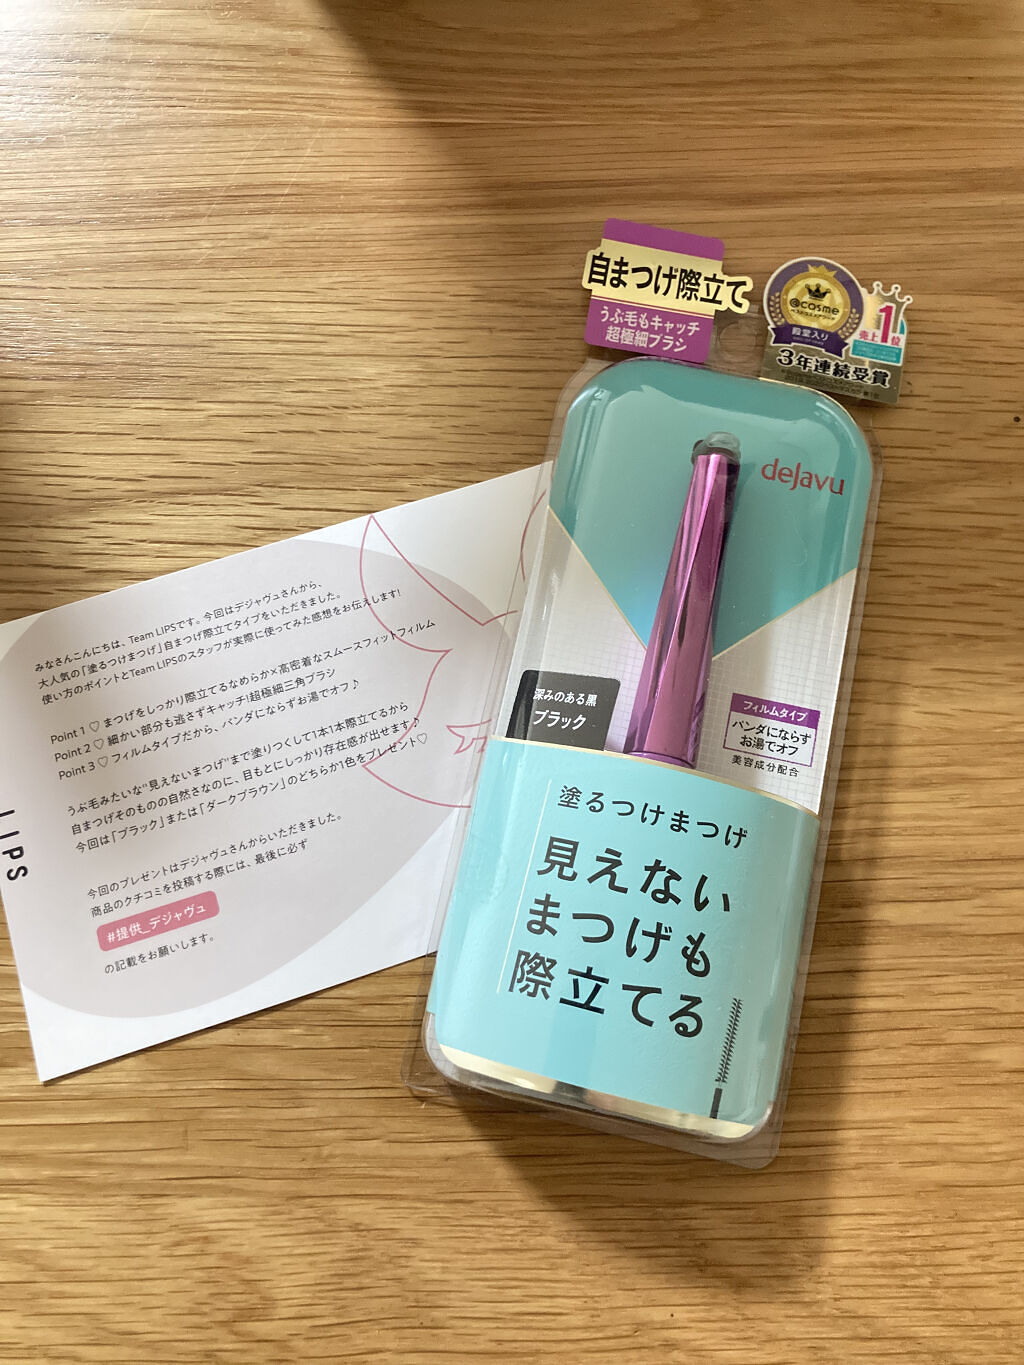 自まつげ際立て
うぶ毛もキャッチ
超極細ブラシ
@cosme
ベストコスメアワード
殿堂入り
売上1位
3年連続受賞
dejavu
深みのある黒
ブラック
フィルムタイプ
パンダにならず
お湯でオフ
美容成分配合
塗るつけまつげ
見えない
まつげも
際立てる
みなさんこんにちは、Team LIPSです。今回はデジャヴュさんから、
大人気の「塗るつけまつげ」自まつげ際立てタイプをいただきました。
使い方のポイントとTeam LIPSのスタッフが実際に使ってみた感想をお伝えします!
Point 1 ♡ まつげをしっかり際立てるなめらか×高密着なスムースフィットフィルム
Point 2 ♡ 細かい部分も逃さずキャッチ!超極細三角ブラシ
Point 3 ♡ フィルムタイプだから、パンダにならずお湯でオフ♪
うぶ毛みたいな"見えないまつげ"まで塗りつくして1本1本際立てるから
自まつげそのものの自然さなのに、目もとにしっかり存在感が出せます♪
今回は「ブラック」または「ダークブラウン」のどちらか1色をプレゼント♡
今回のプレゼントはデジャヴュさんからいただきました。
商品のクチコミを投稿する際には、最後に必ず
#提供_デジャヴュ
の記載をお願いします。
LIPS